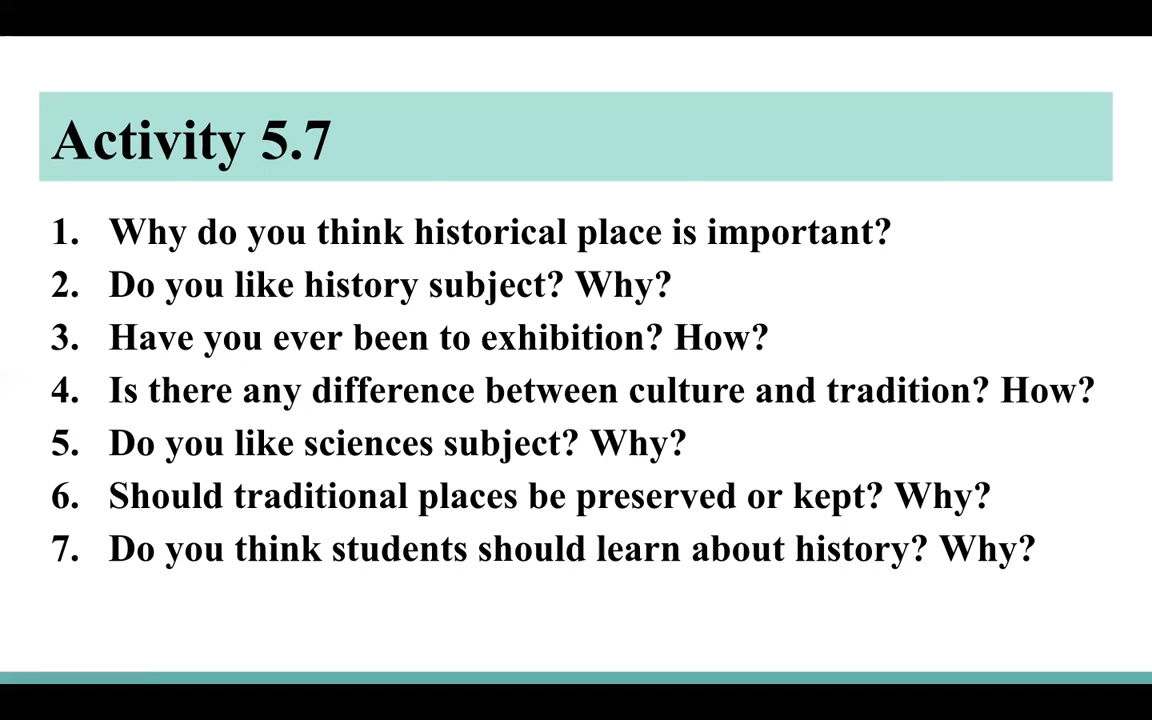 Activity 5.7
1. Why do you think historical place is important?
2. Do you like history subject? Why?
3. Have you ever been to exhibition? How?
4. Is there any difference between culture and tradition? How?
5. Do you like sciences subject? Why?
6. Should traditional places be preserved or kept? Why?
7. Do you think students should learn about history? Why?